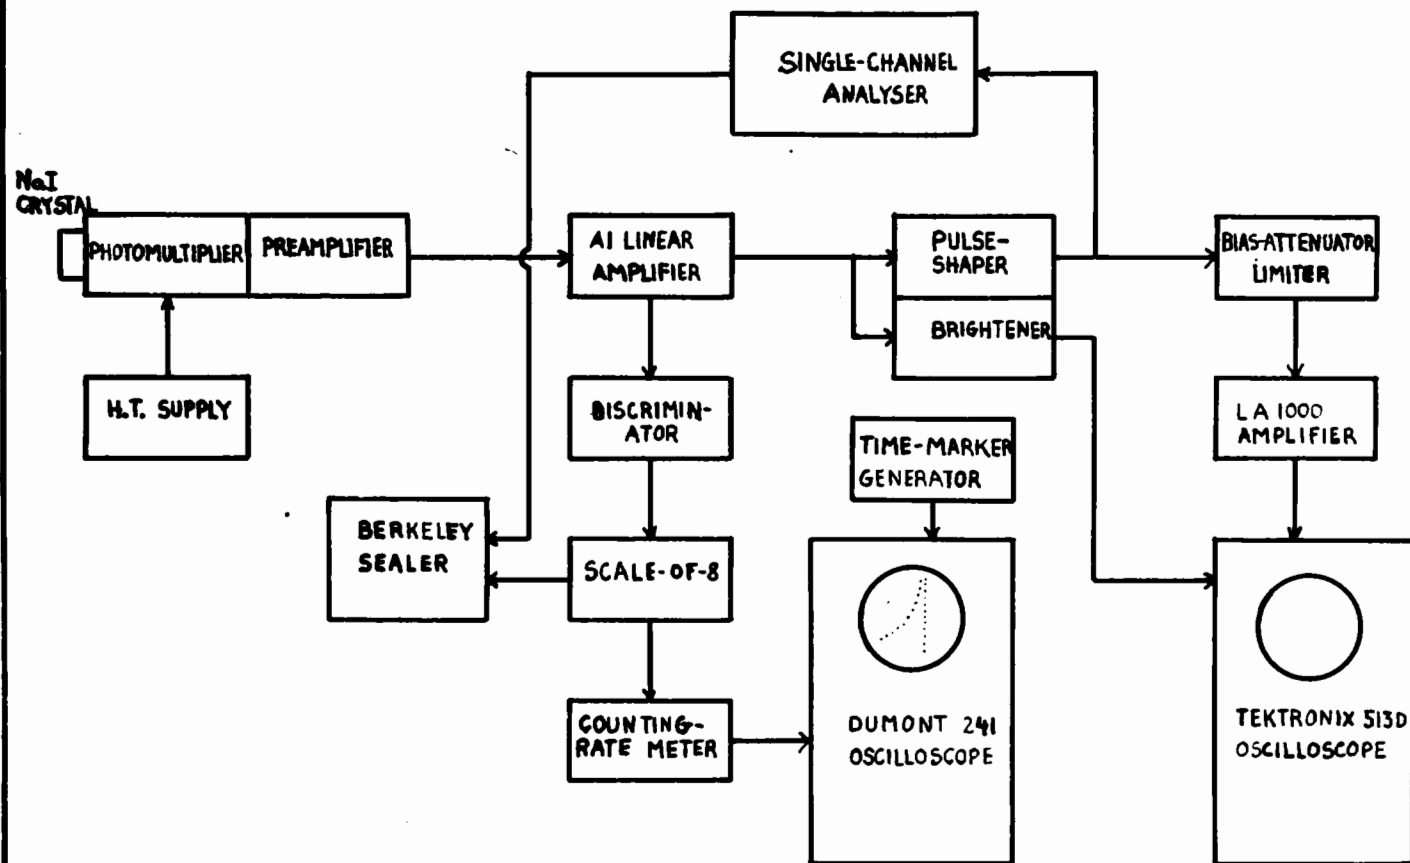 SINGLE-CHANNEL
ANALYSER
NaI
CRYSTAL
PHOTOMULTIPLIER
PREAMPLIFIER
A1 LINEAR
AMPLIFIER
PULSE-
SHAPER
BRIGHTENER
BIAS-ATTENUATOR
LIMITER
H.T. SUPPLY
DISCRIMIN-
ATOR
TIME-MARKER
GENERATOR
LA 1000
AMPLIFIER
BERKELEY
SEALER
SCALE-OF-8
COUNTING-
RATE METER
DUMONT 241
OSCILLOSCOPE
TEKTRONIX 513D
OSCILLOSCOPE